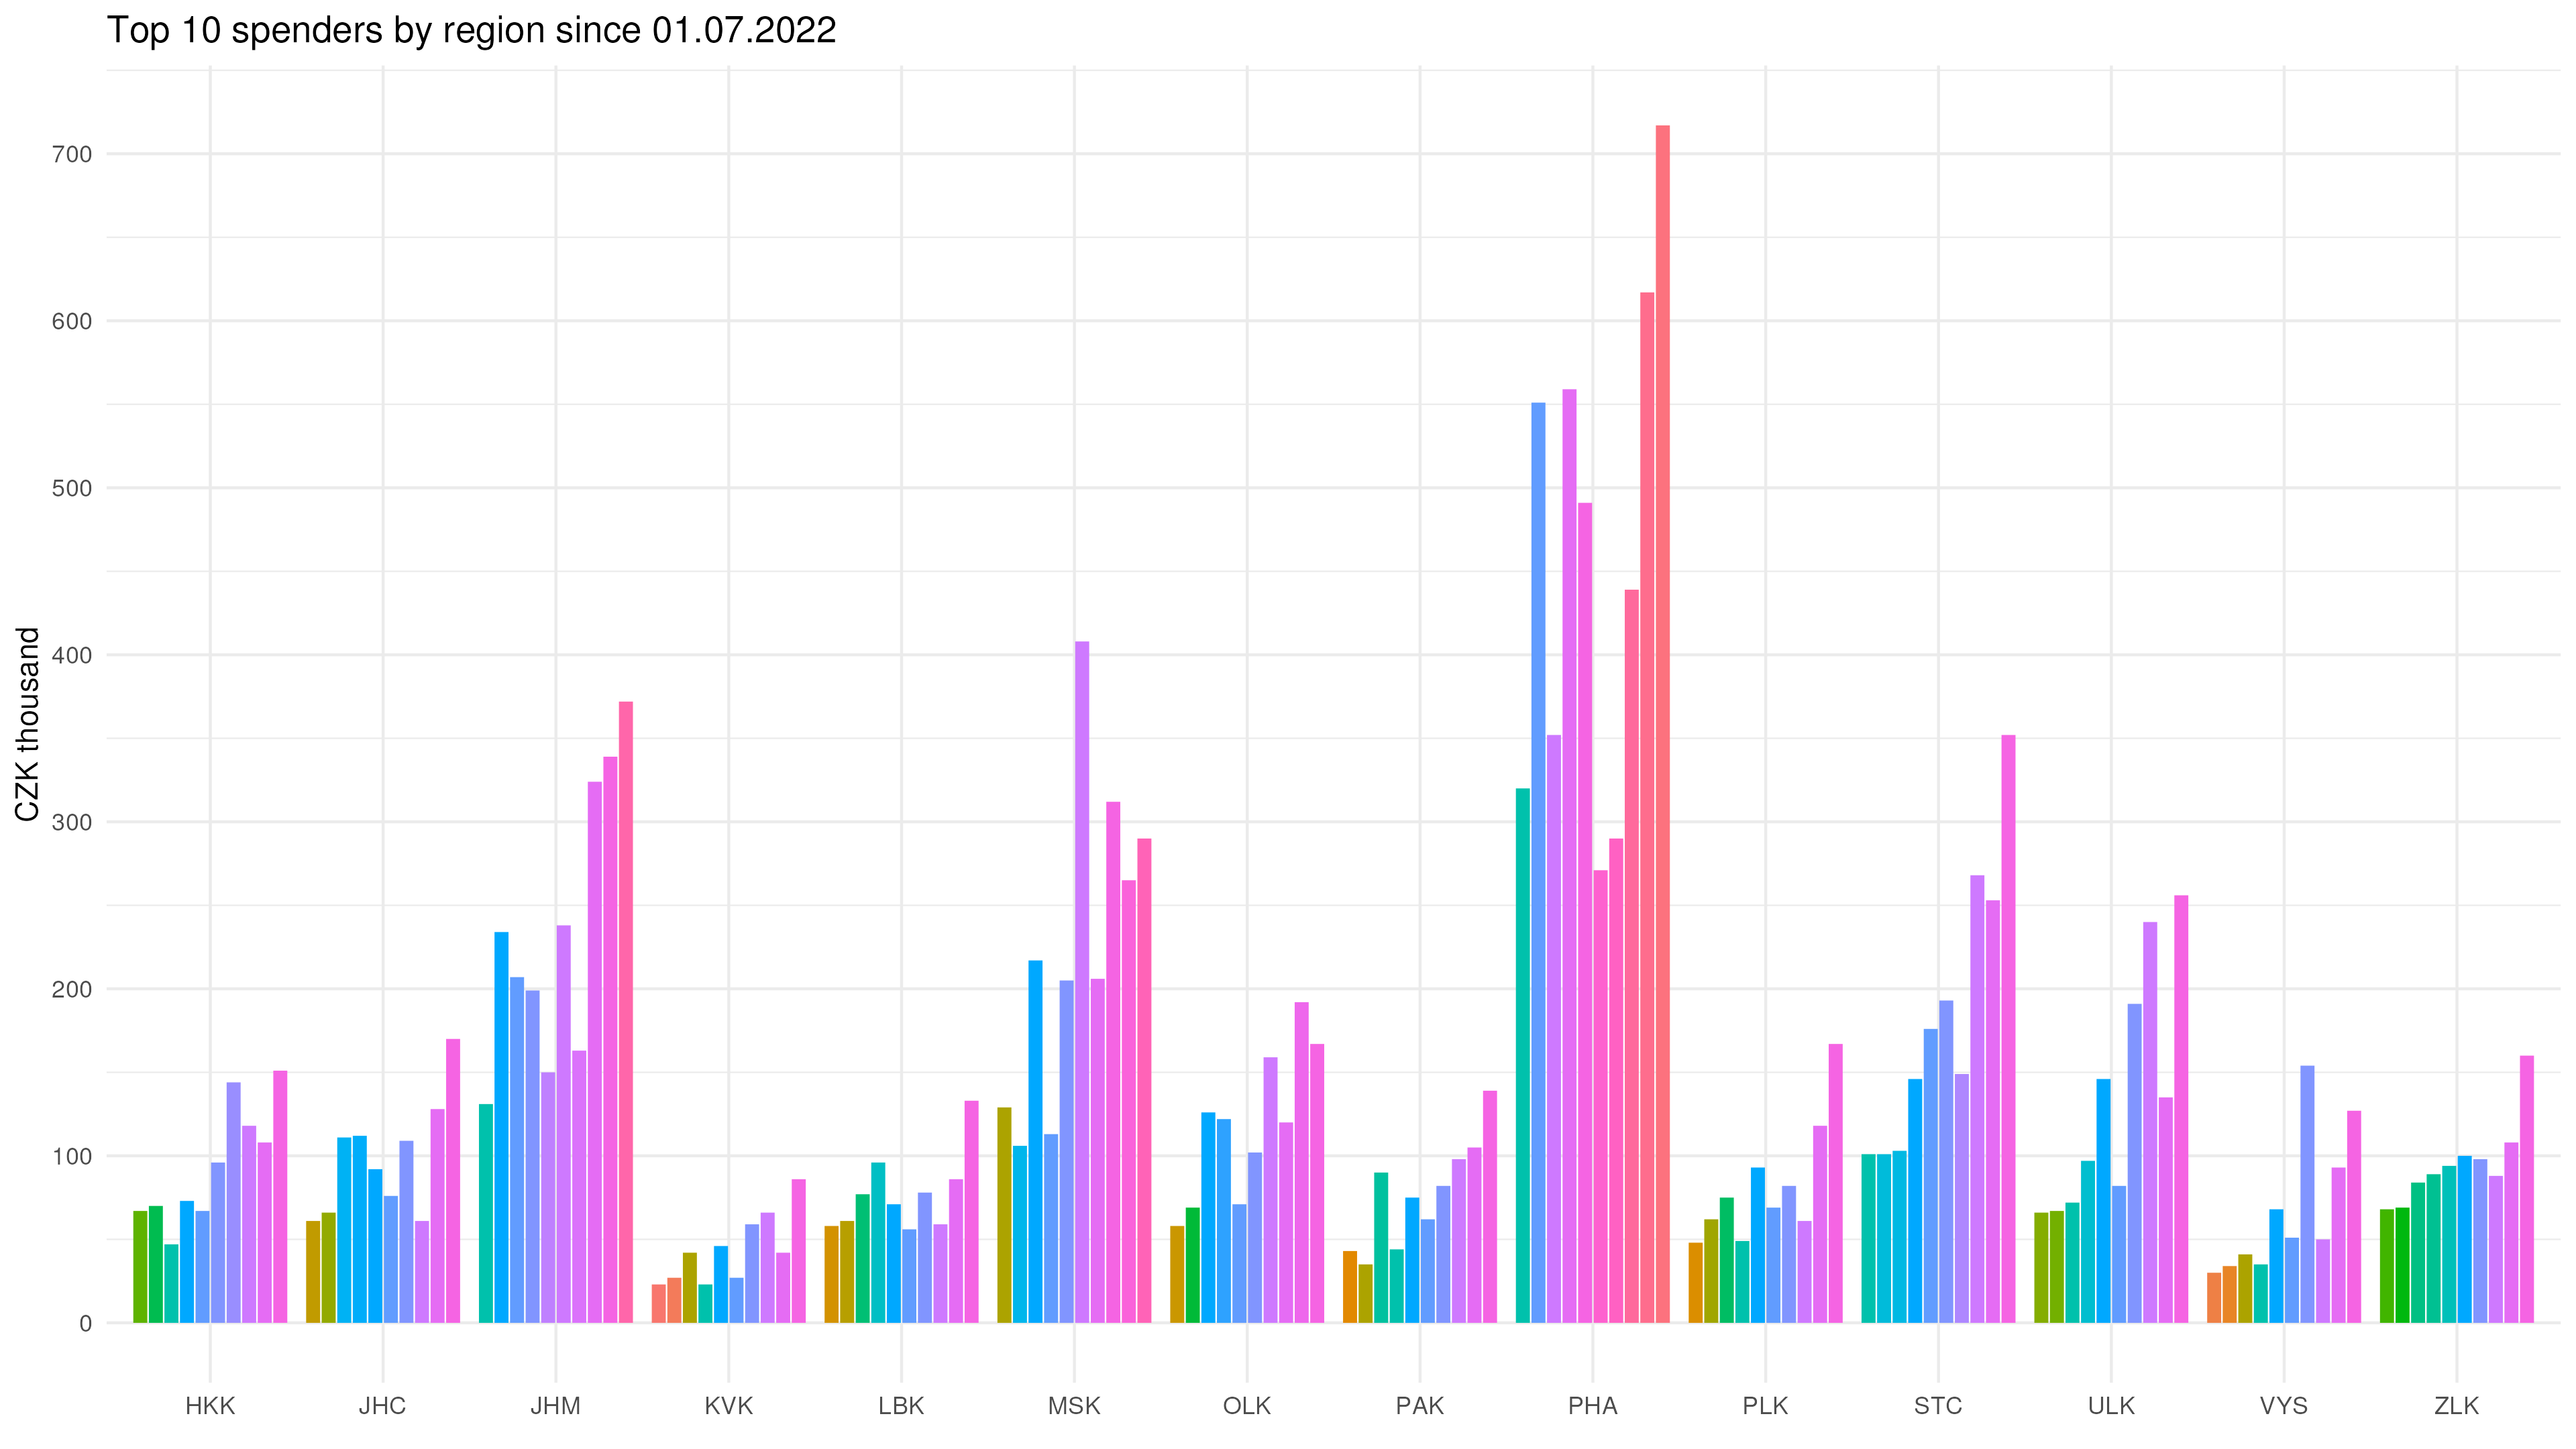 Top 10 spenders by region since 01.07.2022
CZK thousand
700
600
500
400
300
200
100
0
HKK JHC JHM KVK LBK MSK OLK PAK PHA PLK STC ULK VYS ZLK